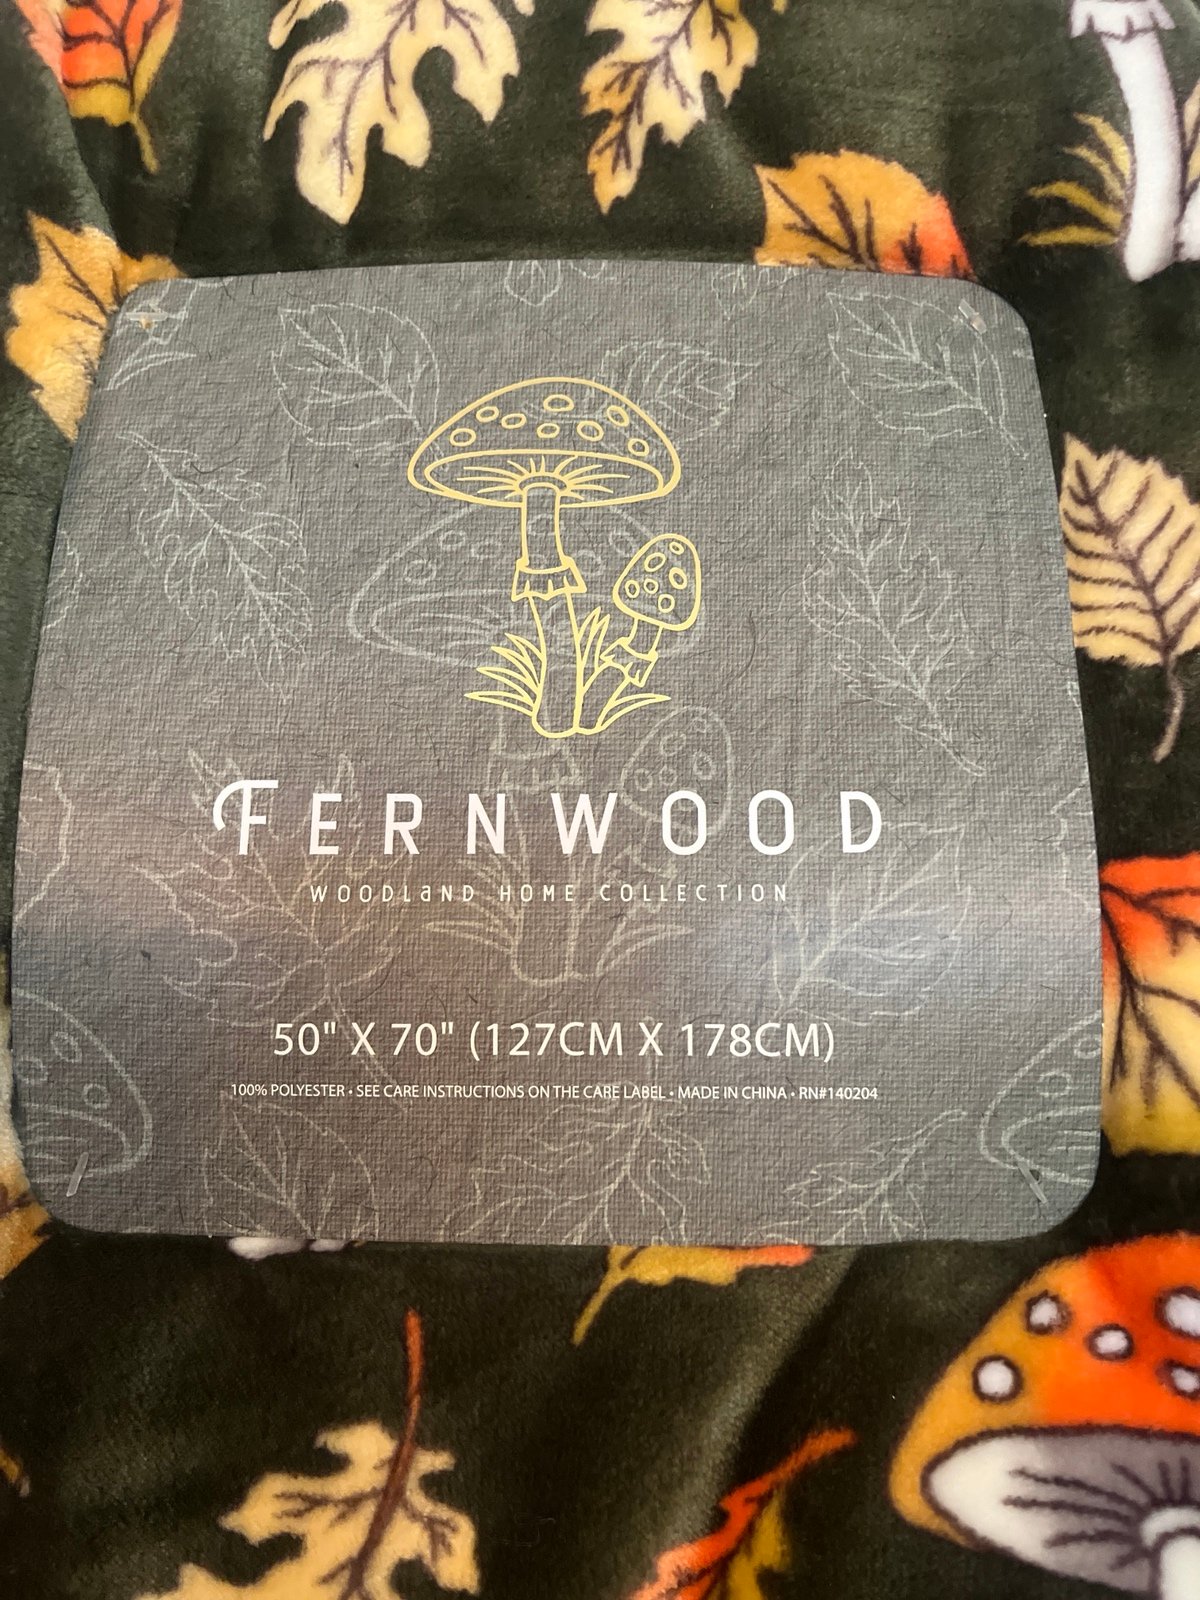 FERNWOOD
WOODLAND HOME COLLECTION
50" X 70" (127CM X 178CM)
100% POLYESTER • SEE CARE INSTRUCTIONS ON THE CARE LABEL • MADE IN CHINA • RN#140204